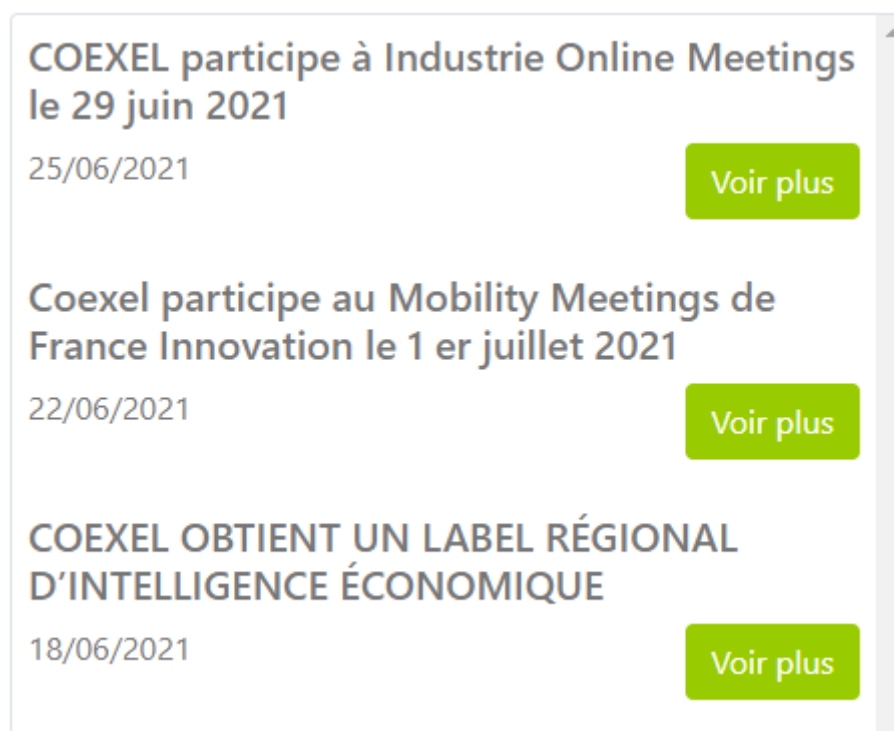 COEXEL participe à Industrie Online Meetings
le 29 juin 2021
25/06/2021
Voir plus
Coexel participe au Mobility Meetings de
France Innovation le 1 er juillet 2021
22/06/2021
Voir plus
COEXEL OBTIENT UN LABEL RÉGIONAL
D’INTELLIGENCE ÉCONOMIQUE
18/06/2021
Voir plus